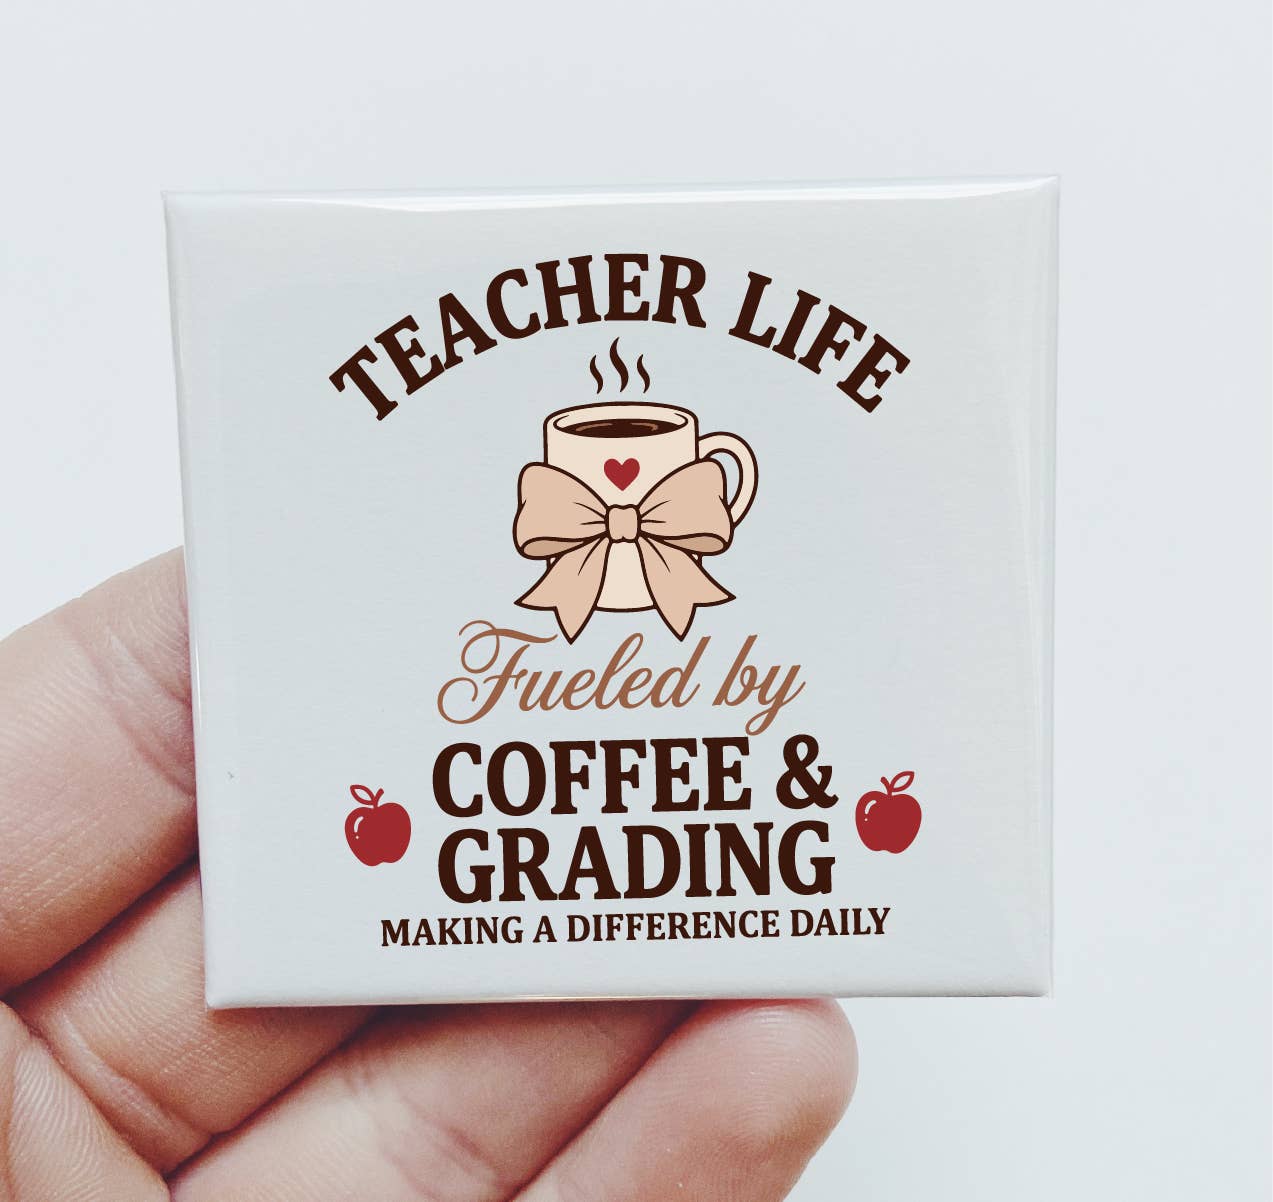 TEACHER LIFE
Fueled by
COFFEE &
GRADING
MAKING A DIFFERENCE DAILY